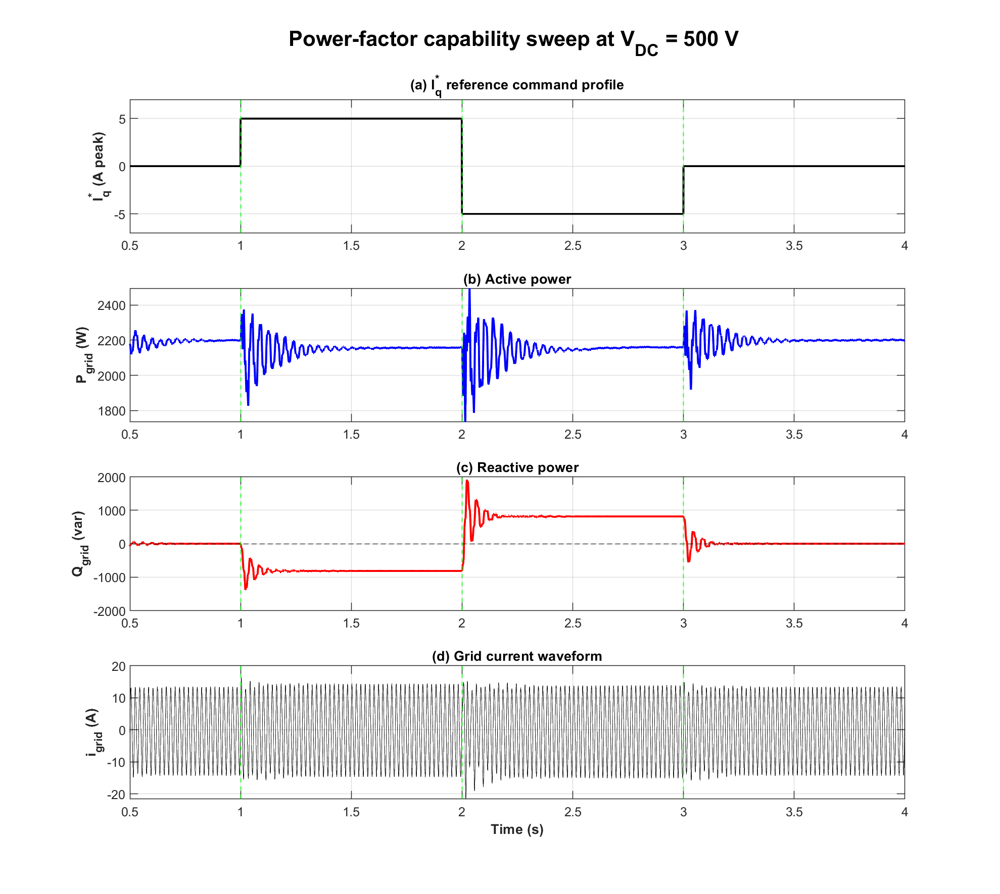 Power-factor capability sweep at V_DC = 500 V
(a) I_q^* reference command profile
I_q^* (A peak)
5
0
-5
0.5 1 1.5 2 2.5 3 3.5 4
(b) Active power
P_grid (W)
2400
2200
2000
1800
0.5 1 1.5 2 2.5 3 3.5 4
(c) Reactive power
Q_grid (var)
2000
1000
0
-1000
-2000
0.5 1 1.5 2 2.5 3 3.5 4
(d) Grid current waveform
i_grid (A)
20
10
0
-10
-20
0.5 1 1.5 2 2.5 3 3.5 4
Time (s)